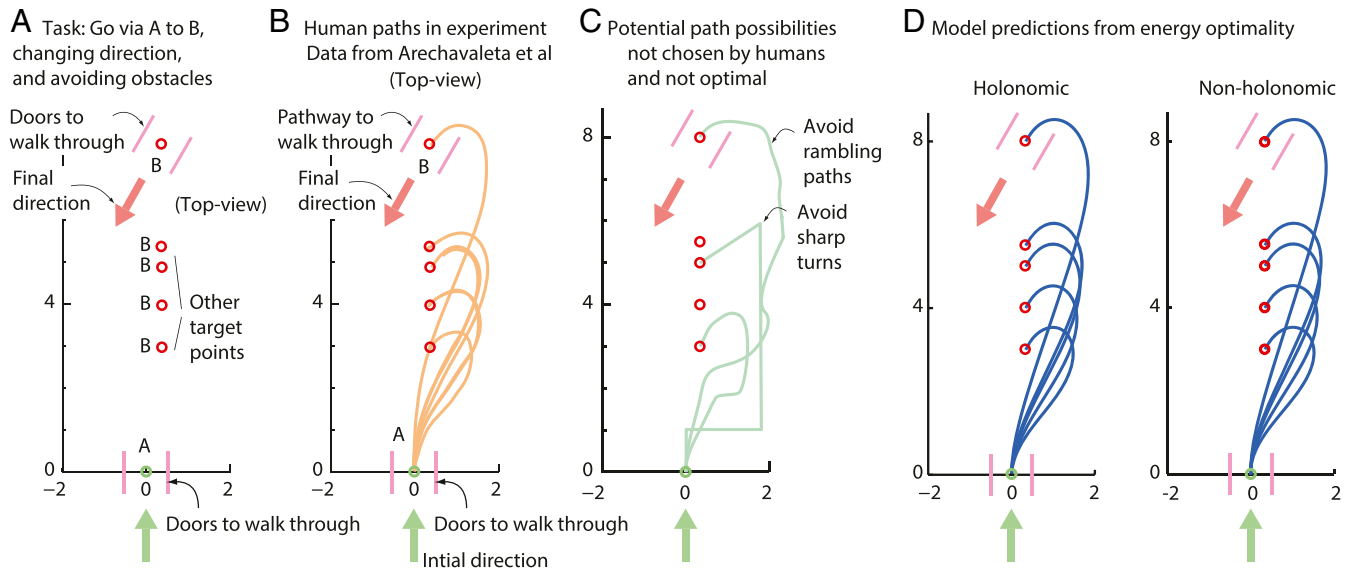 A Task: Go via A to B,
changing direction,
and avoiding obstacles
Doors to
walk through
B
Final
direction
(Top-view)
B
B
B
B
Other
target
points
4
A
0
−2
0
2
Doors to walk through
B Human paths in experiment
Data from Arechavaleta et al
(Top-view)
Pathway to
walk through
B
Final
direction
4
A
0
−2
0
2
Doors to walk through
Intial direction
C Potential path possibilities
not chosen by humans
and not optimal
8
Avoid
rambling
paths
Avoid
sharp
turns
4
0
−2
0
2
D Model predictions from energy optimality
Holonomic
8
4
0
−2
0
2
Non-holonomic
8
4
0
-2
0
2